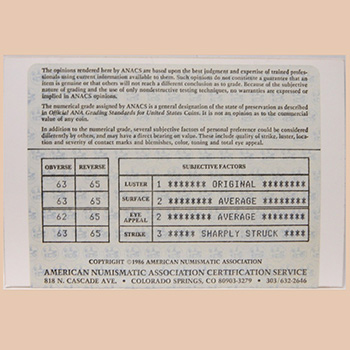 The opinions rendered here by ANACS are based upon the best judgment and expertise of trained profes-
sionals using current information available to them. Such opinions do not constitute a guarantee that an
item is genuine or that others will not reach a different conclusion as to grade. Because of the subjective
nature of grading and the use of only nondestructive testing techniques, no warranties are expressed or
implied in ANACS opinions.
The numerical grade assigned by ANACS is a general designation of the state of preservation as described
in Official ANA Grading Standards for United States Coins. It is not an opinion as to the commercial
value of any coin.
In addition to the numerical grade, several subjective factors of personal preference could be considered
differently by others, and may have a direct bearing on value. These include quality of strike, luster, loca-
tion and severity of contact marks and blemishes, color, toning and total eye appeal.
OBVERSE REVERSE SUBJECTIVE FACTORS
63 65 LUSTER 1 ******* ORIGINAL ********
63 65 SURFACE 2 ******** AVERAGE ********
62 65 EYE APPEAL 2 ******** AVERAGE ********
63 65 STRIKE 3 ***** SHARPLY STRUCK ****
COPYRIGHT ©1986 AMERICAN NUMISMATIC ASSOCIATION
AMERICAN NUMISMATIC ASSOCIATION CERTIFICATION SERVICE
818 N. CASCADE AVE. • COLORADO SPRINGS, CO 80903-3279 • 303/632-2646